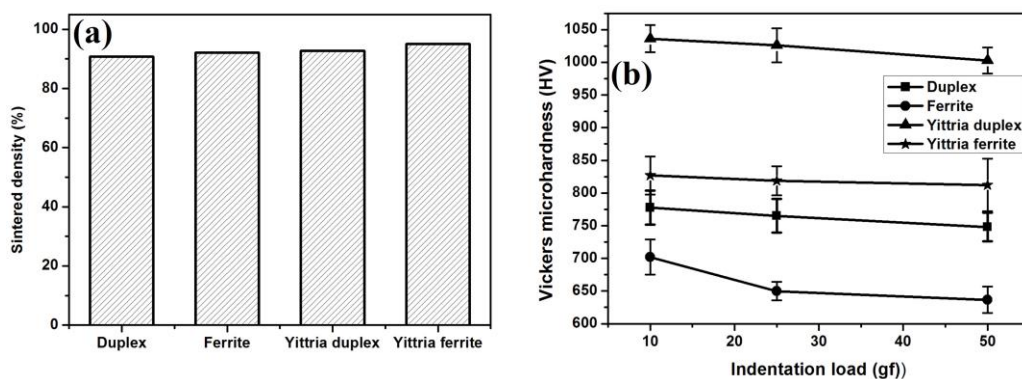 (a)
Sintered density (%)
100
80
60
40
20
0
Duplex Ferrite Yittria duplex Yittria ferrite
(b)
Vickers microhardness (HV)
1050
1000
950
900
850
800
750
700
650
600
Duplex
Ferrite
Yittria duplex
Yittria ferrite
10 20 30 40 50
Indentation load (gf))